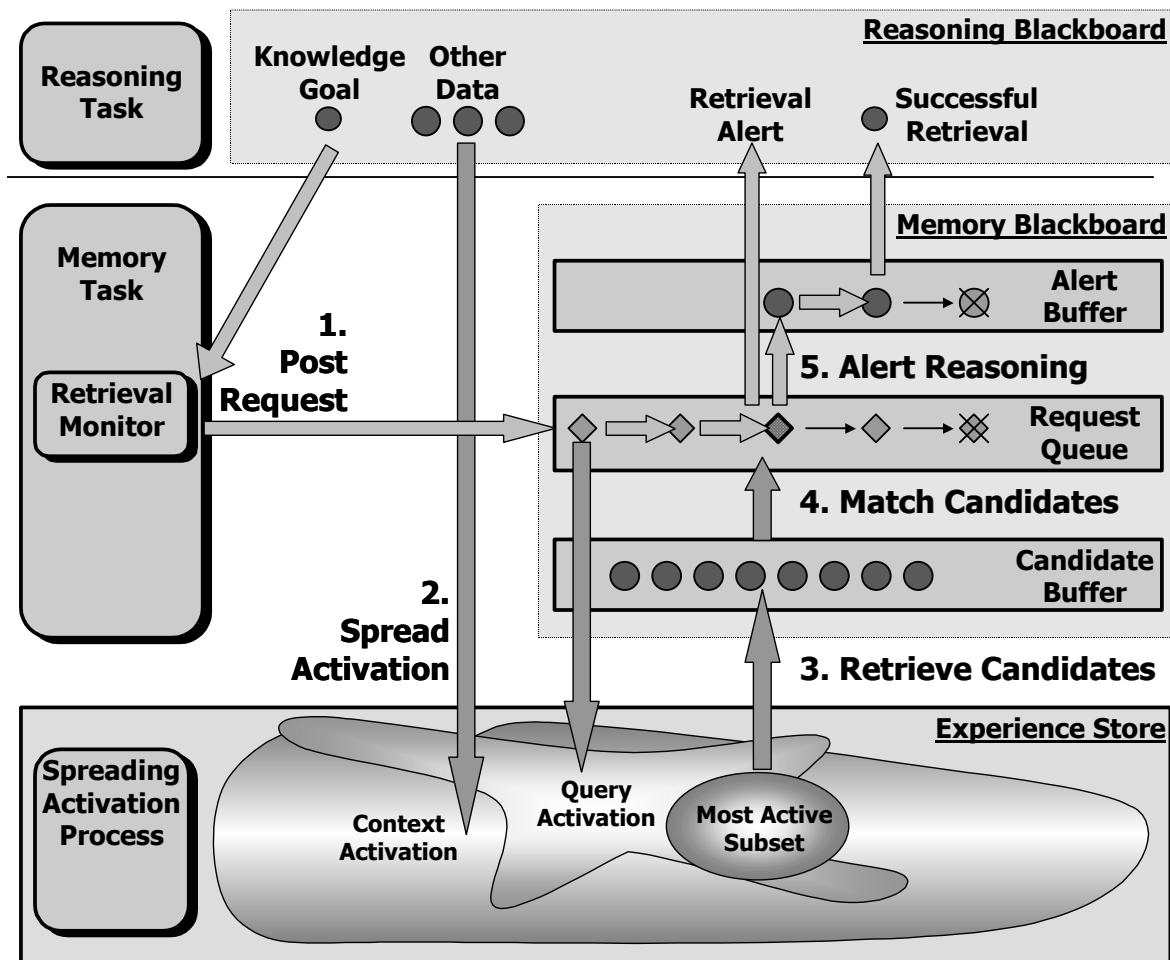 Reasoning Blackboard
Reasoning
Task
Knowledge
Goal
Other
Data
Retrieval
Alert
Successful
Retrieval
Memory Blackboard
Memory
Task
Alert
Buffer
1.
Post
Request
5. Alert Reasoning
Retrieval
Monitor
Request
Queue
4. Match Candidates
Candidate
Buffer
2.
Spread
Activation
3. Retrieve Candidates
Experience Store
Spreading
Activation
Process
Query
Activation
Context
Activation
Most Active
Subset